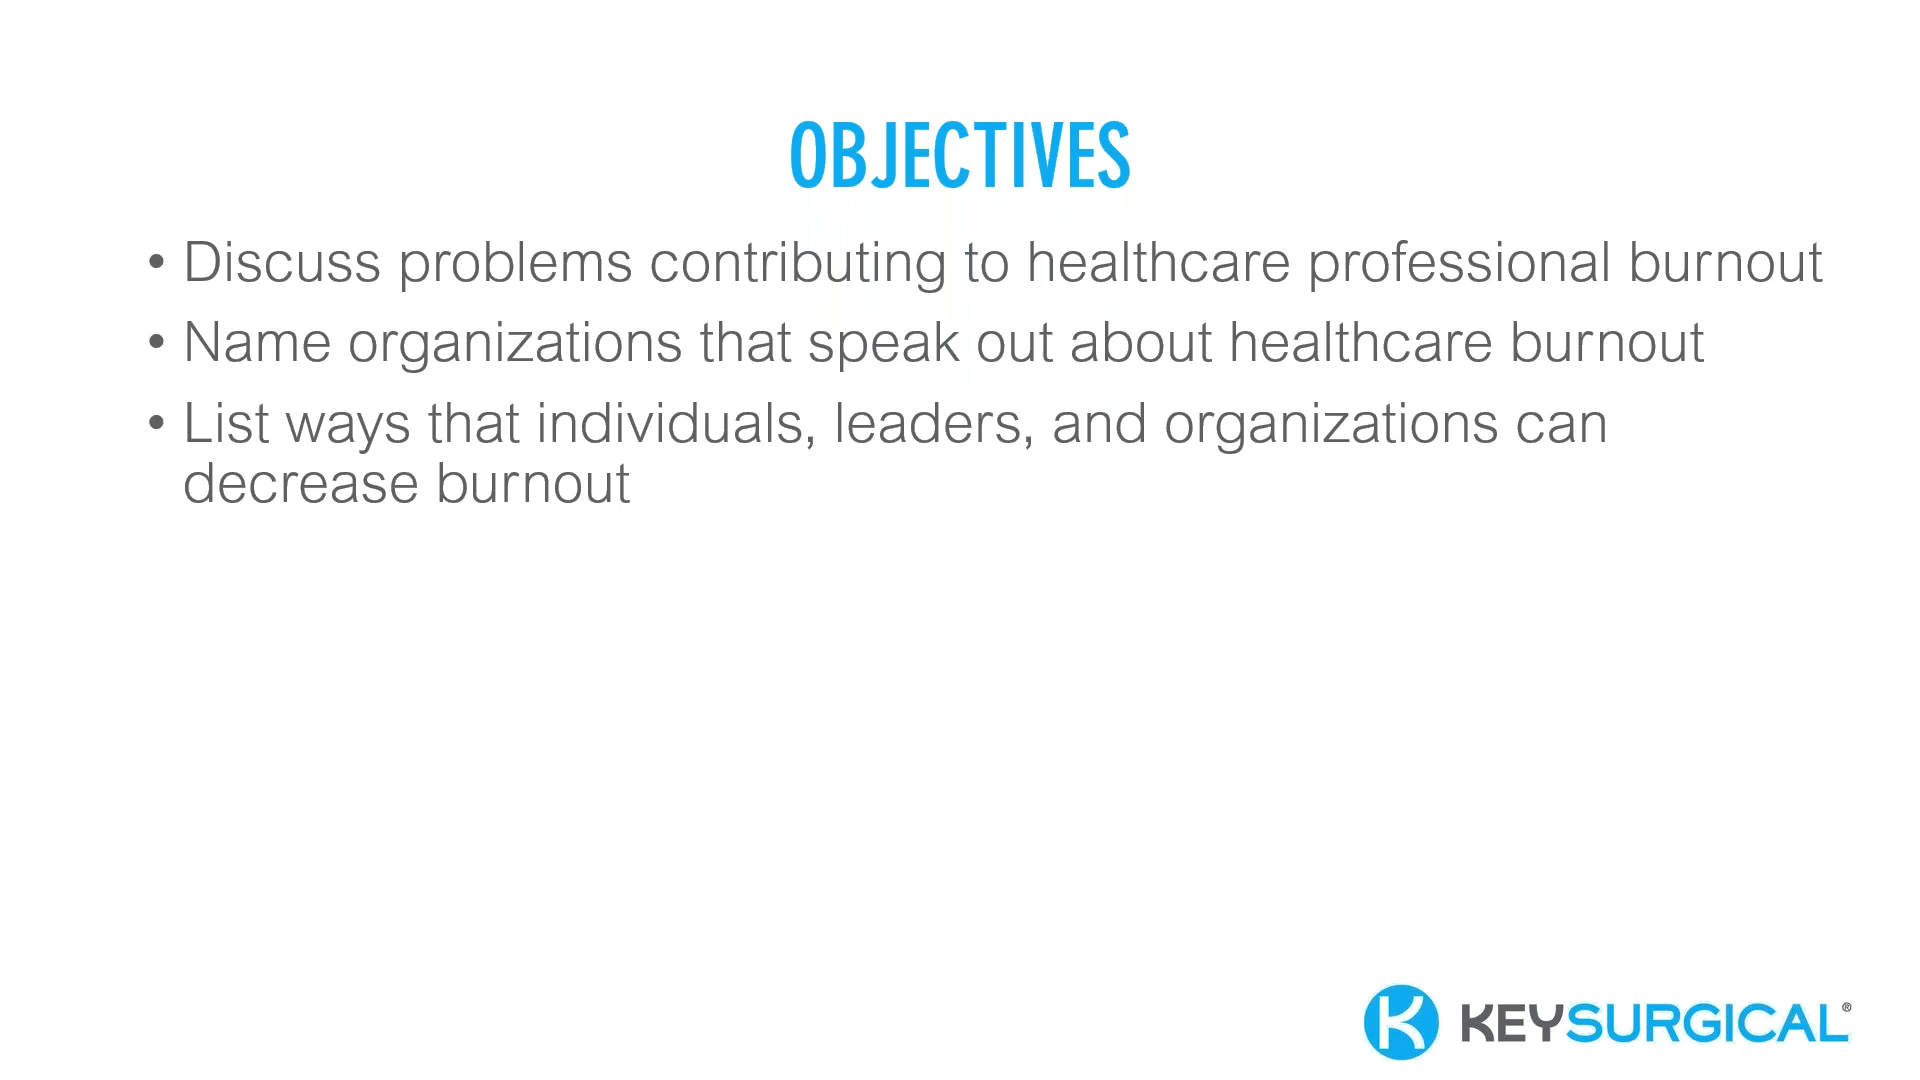 OBJECTIVES
• Discuss problems contributing to healthcare professional burnout
• Name organizations that speak out about healthcare burnout
• List ways that individuals, leaders, and organizations can
decrease burnout
K KEYSURGICAL®